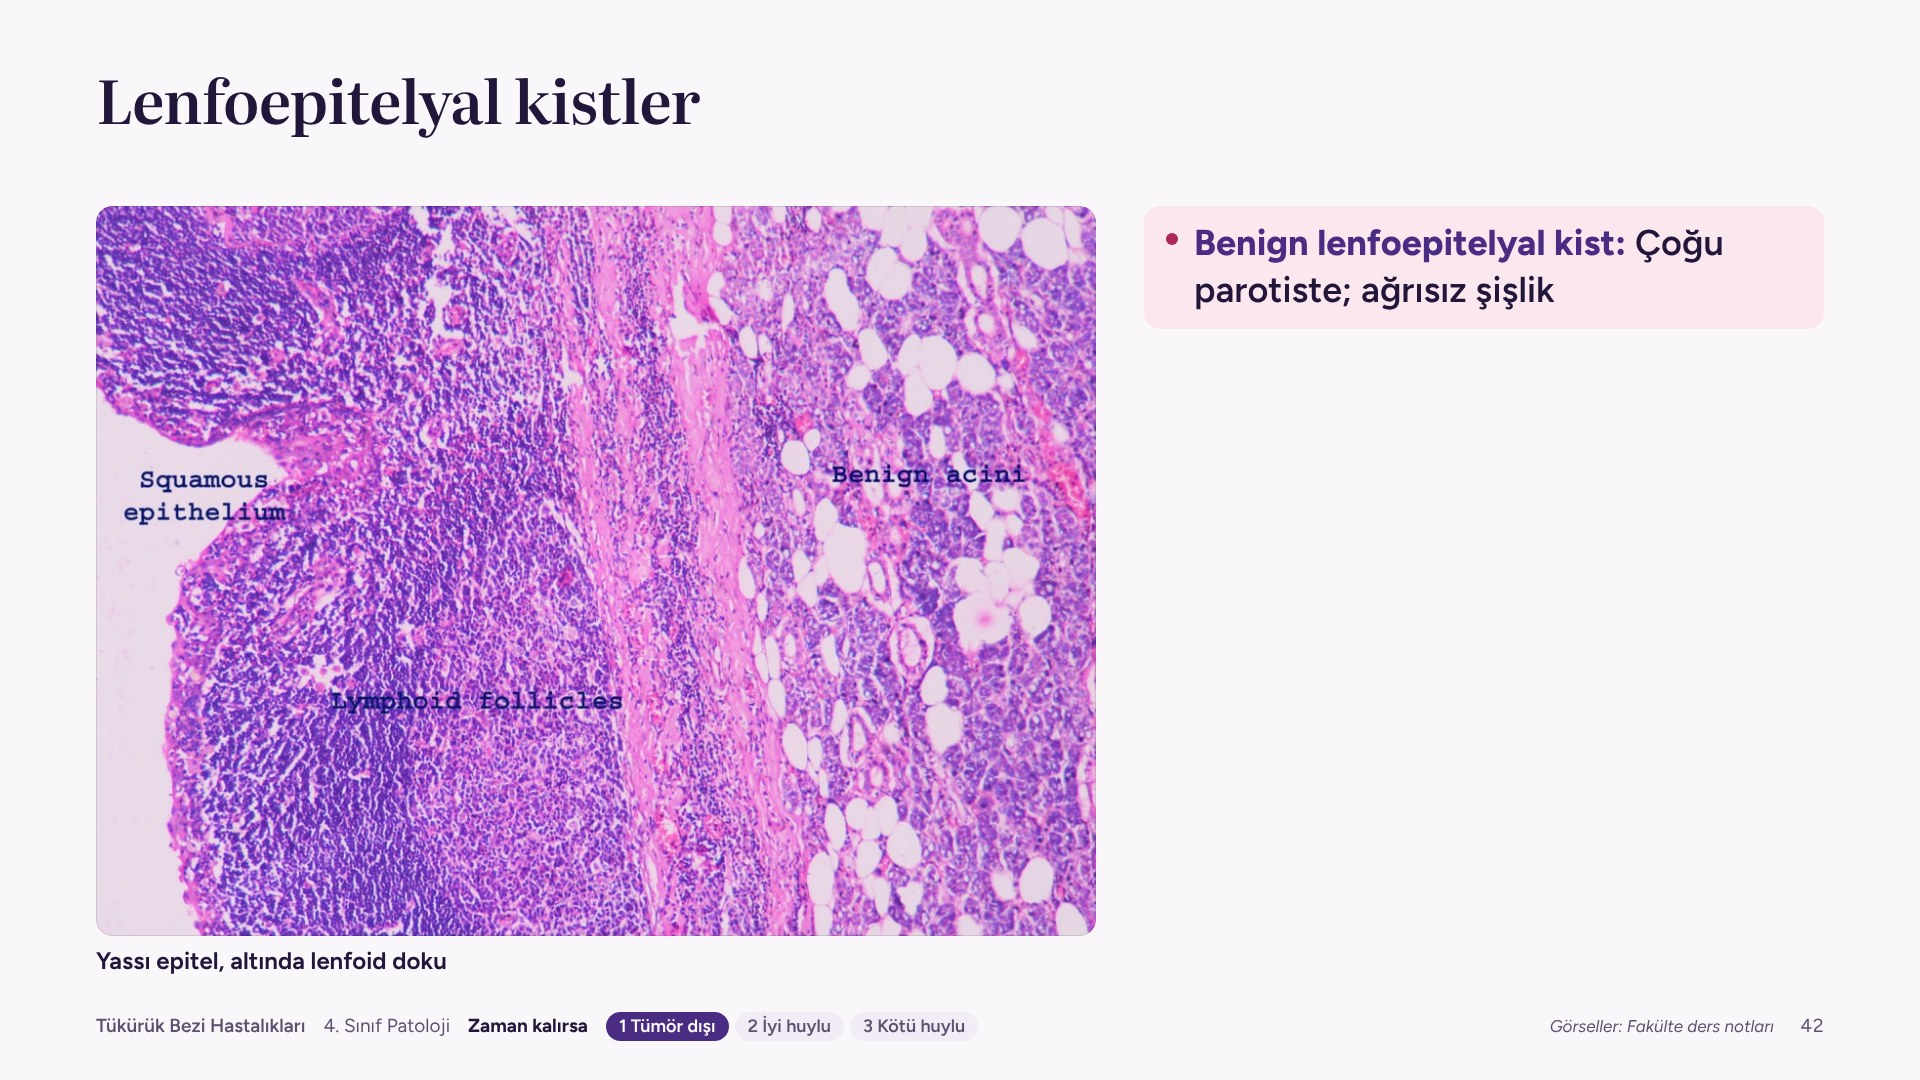 Lenfoepitelyal kistler
Squamous
epithelium
Benign acini
Lymphoid follicles
Yassı epitel, altında lenfoid doku
• Benign lenfoepitelyal kist: Çoğu
parotiste; ağrısız şişlik
Tükürük Bezi Hastalıkları 4. Sınıf Patoloji Zaman kalırsa 1 Tümör dışı 2 İyi huylu 3 Kötü huylu
Görseller: Fakülte ders notları 42